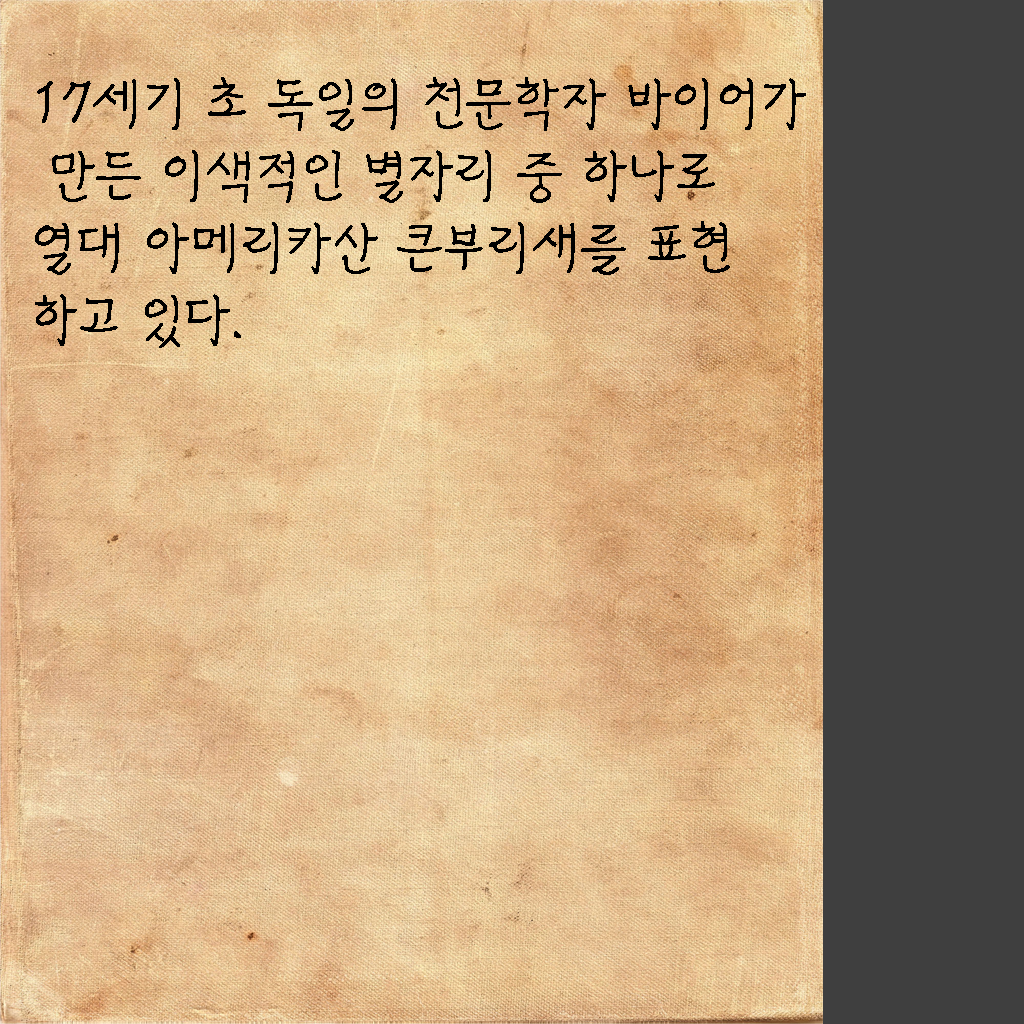 17세기 초 독일의 천문학자 바이어가
만든 이색적인 별자리 중 하나로
열대 아메리카산 큰부리새를 표현
하고 있다.